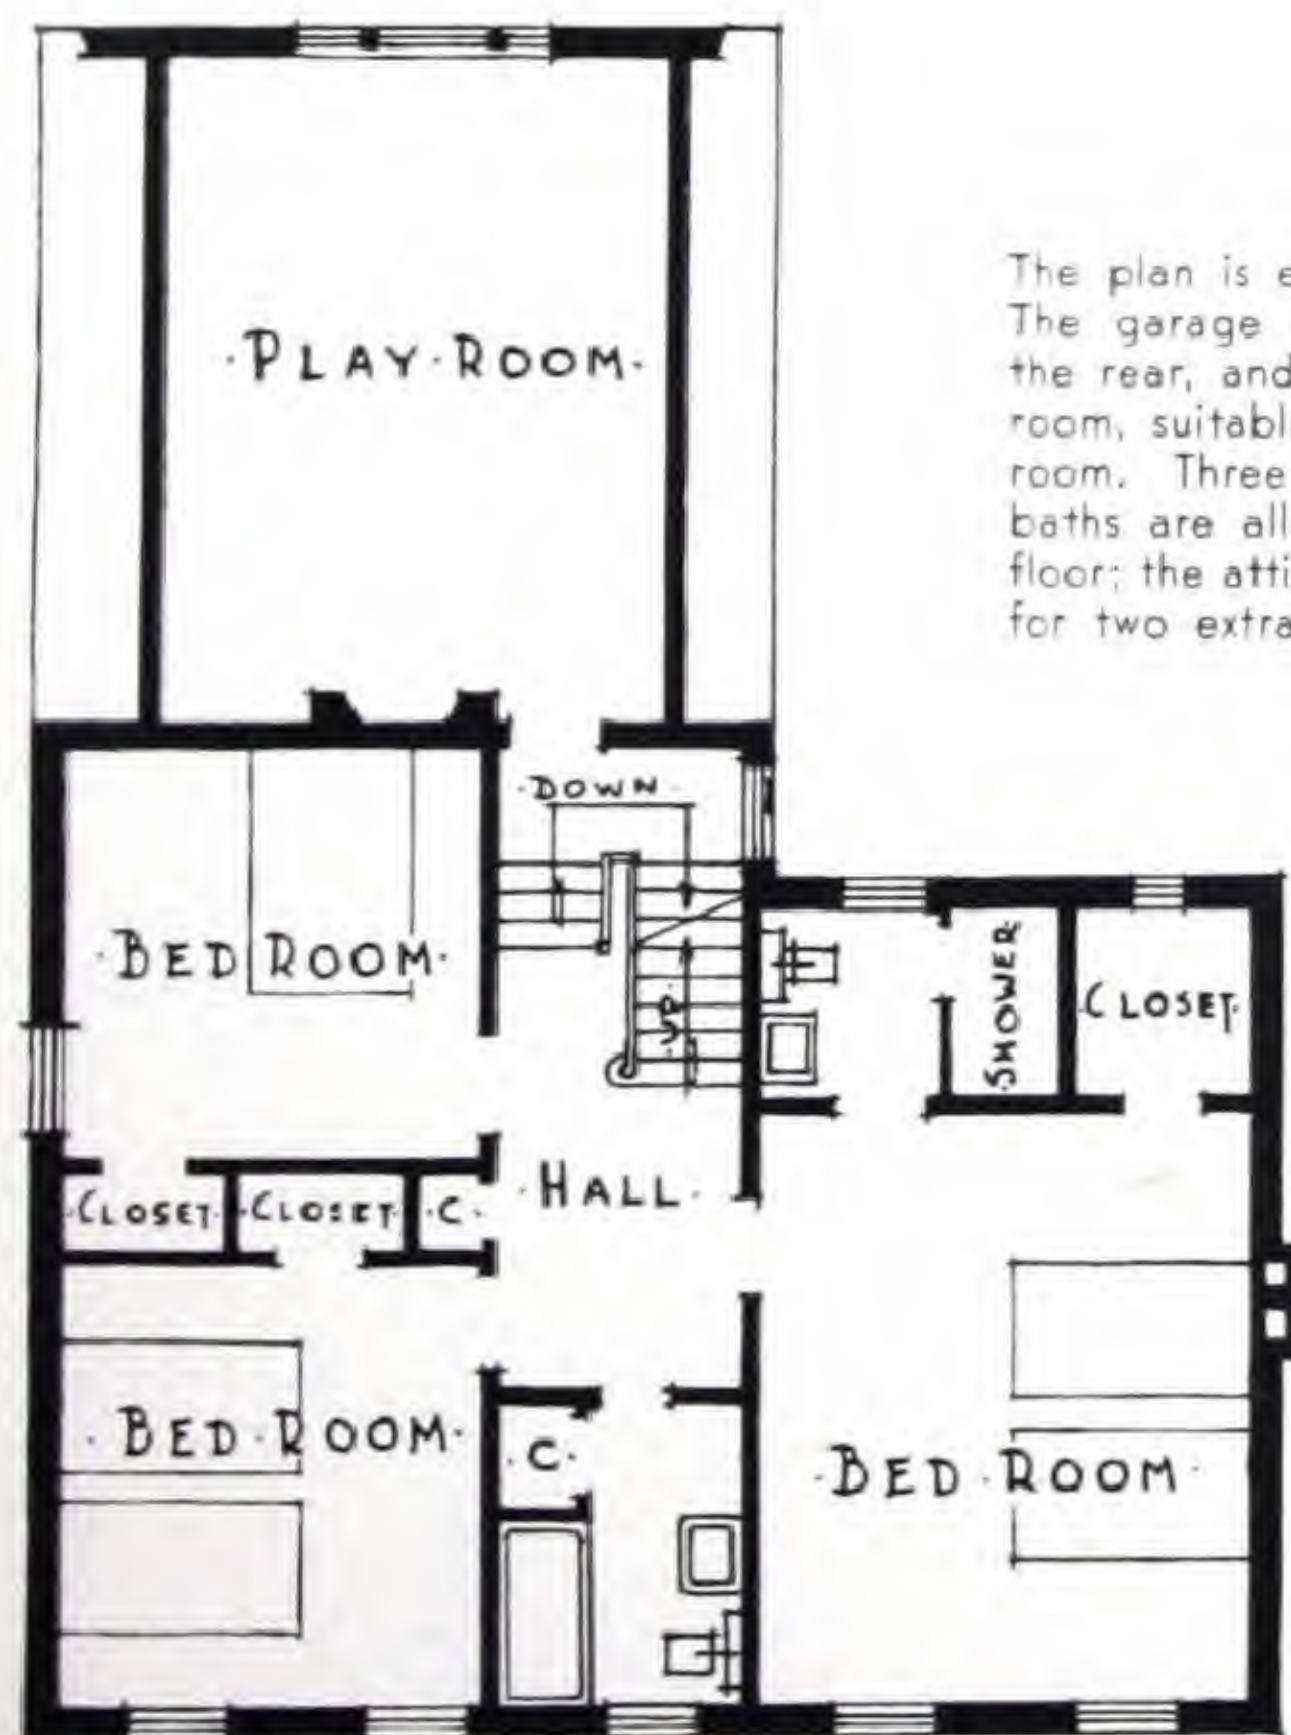 ·PLAY·ROOM·
The plan is e
The garage
the rear, and
room, suitabl
room. Three
baths are all
floor; the atti
for two extra
·DOWN·
·BED ROOM·
UP
SHOWER
·CLOSET·
·HALL·
·CLOSET·
·CLOSET·
·C·
·BED·ROOM·
·C·
·BED·ROOM·